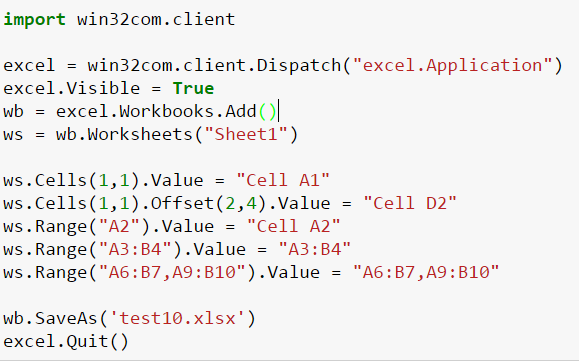 import win32com.client
excel = win32com.client.Dispatch("excel.Application")
excel.Visible = True
wb = excel.Workbooks.Add()
ws = wb.Worksheets("Sheet1")
ws.Cells(1,1).Value = "Cell A1"
ws.Cells(1,1).Offset(2,4).Value = "Cell D2"
ws.Range("A2").Value = "Cell A2"
ws.Range("A3:B4").Value = "A3:B4"
ws.Range("A6:B7,A9:B10").Value = "A6:B7,A9:B10"
wb.SaveAs('test10.xlsx')
excel.Quit()